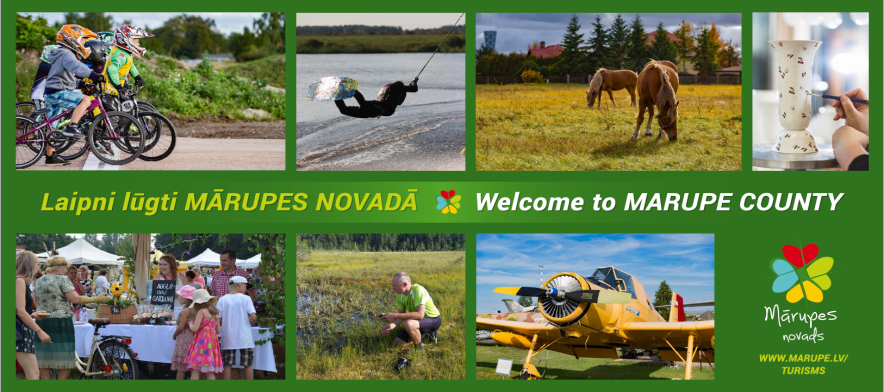 Laipni lūgti MĀRUPES NOVADĀ Welcome to MARUPE COUNTY
Mārupes
novads
WWW.MARUPE.LV/
TURISMS